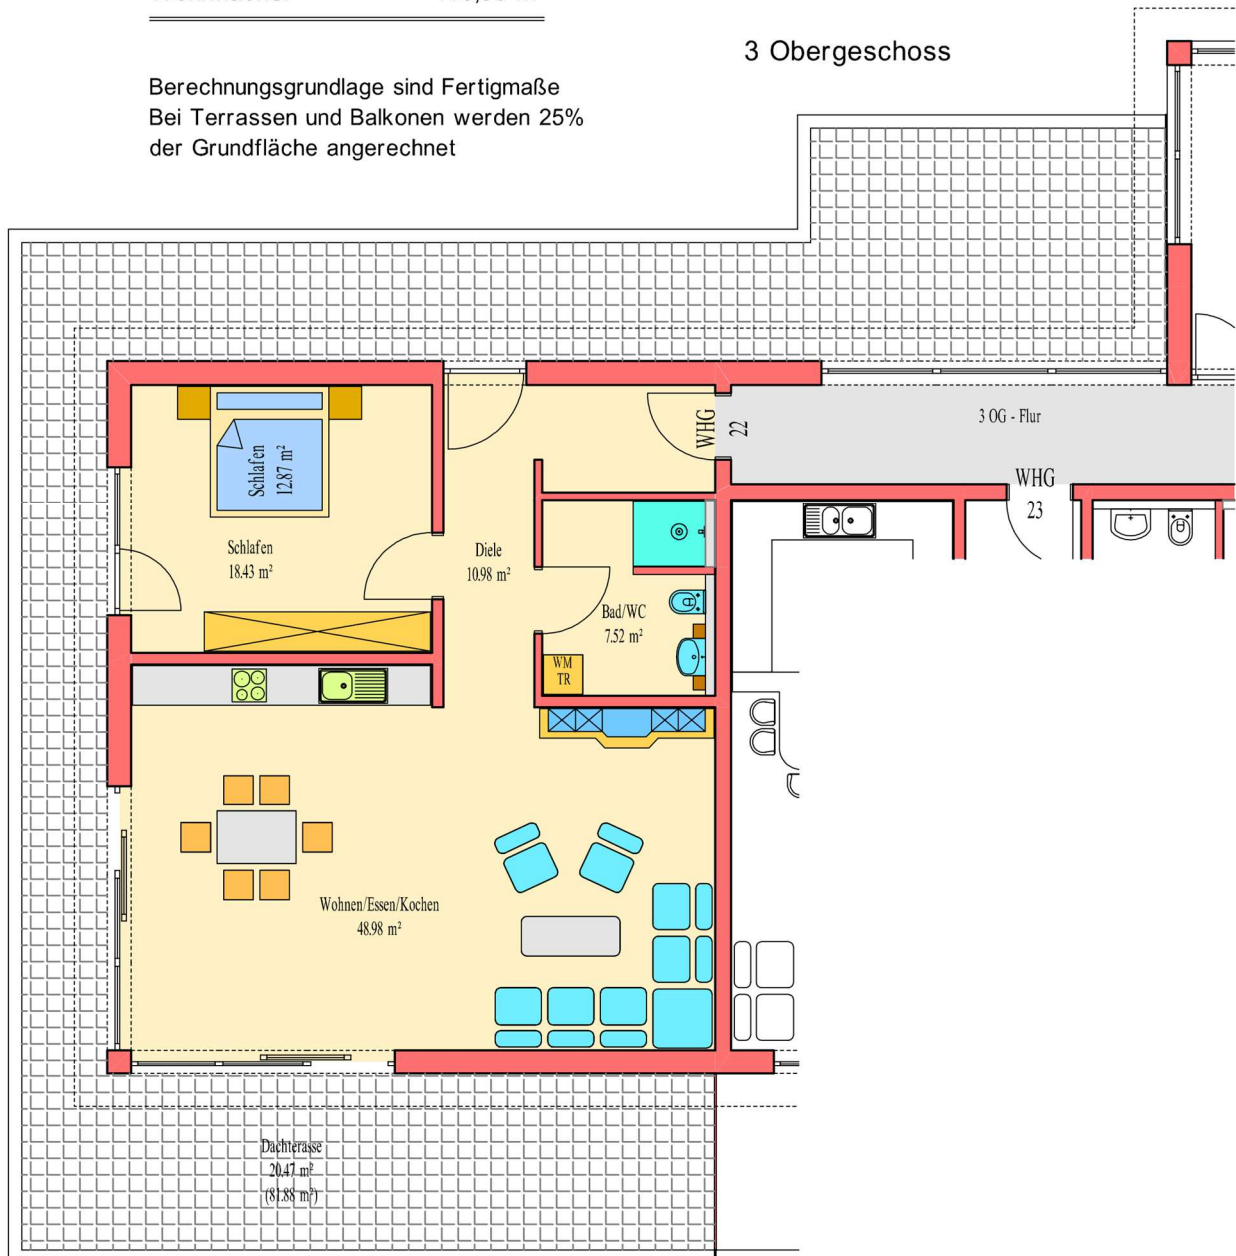 3 Obergeschoss
Berechnungsgrundlage sind Fertigmaße
Bei Terrassen und Balkonen werden 25%
der Grundfläche angerechnet
3 OG - Flur
WHG
22
WHG
23
Schlafen
12.87 m²
Schlafen
18.43 m²
Diele
10.98 m²
Bad/WC
7.52 m²
WM
TR
Wohnen/Essen/Kochen
48.98 m²
Dachterasse
20.47 m²
(81.88 m²)